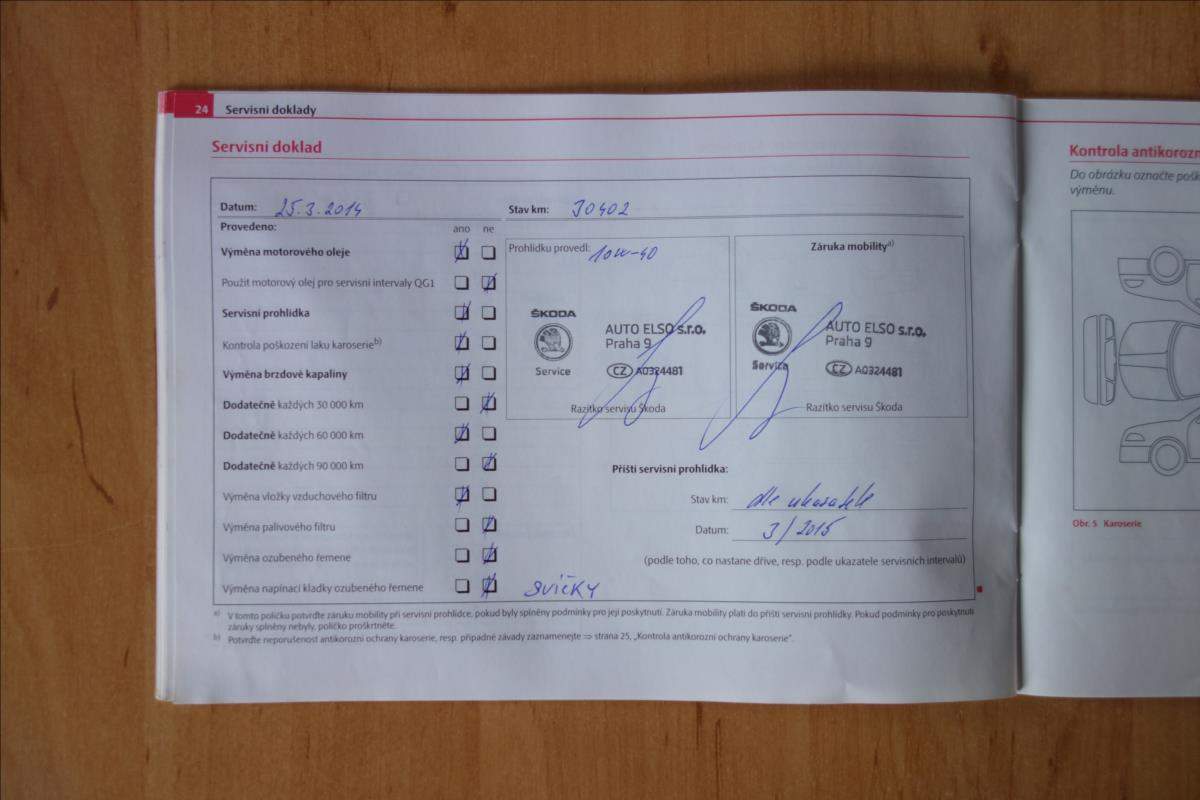 24 Servisní doklady
Servisní doklad
Datum: 25.3.2014 Stav km: 70402
Provedeno: ano ne
Výměna motorového oleje
Prohlídku provedl: 10W-40
Záruka mobility a)
Použit motorový olej pro servisní intervaly QG1
Servisní prohlídka
Kontrola poškození laku karoserie b)
Výměna brzdové kapaliny
Dodatečně každých 30 000 km
Dodatečně každých 60 000 km
Dodatečně každých 90 000 km
Výměna vložky vzduchového filtru
Výměna palivového filtru
Výměna ozubeného řemene
Výměna napínací kladky ozubeného řemene SVÍČKY
ŠKODA
AUTO ELSO s.r.o.
Praha 9
Service CZ A0324481
Razítko servisu Škoda
ŠKODA
AUTO ELSO s.r.o.
Praha 9
Service CZ A0324481
Razítko servisu Škoda
Příští servisní prohlídka:
Stav km: dle ukazatele
Datum: 3/2015
(podle toho, co nastane dříve, resp. podle ukazatele servisních intervalů)
a) V tomto políčku potvrďte záruku mobility při servisní prohlídce, pokud byly splněny podmínky pro její poskytnutí. Záruka mobility platí do příští servisní prohlídky. Pokud podmínky pro poskytnutí
záruky splněny nebyly, políčko proškrtněte.
b) Potvrďte neporušenost antikorozní ochrany karoserie, resp. případné závady zaznamenejte ⇒ strana 25, „Kontrola antikorozní ochrany karoserie“.
Kontrola antikorozn
Do obrázku označte pošk
výměnu.
Obr. 5 Karoserie